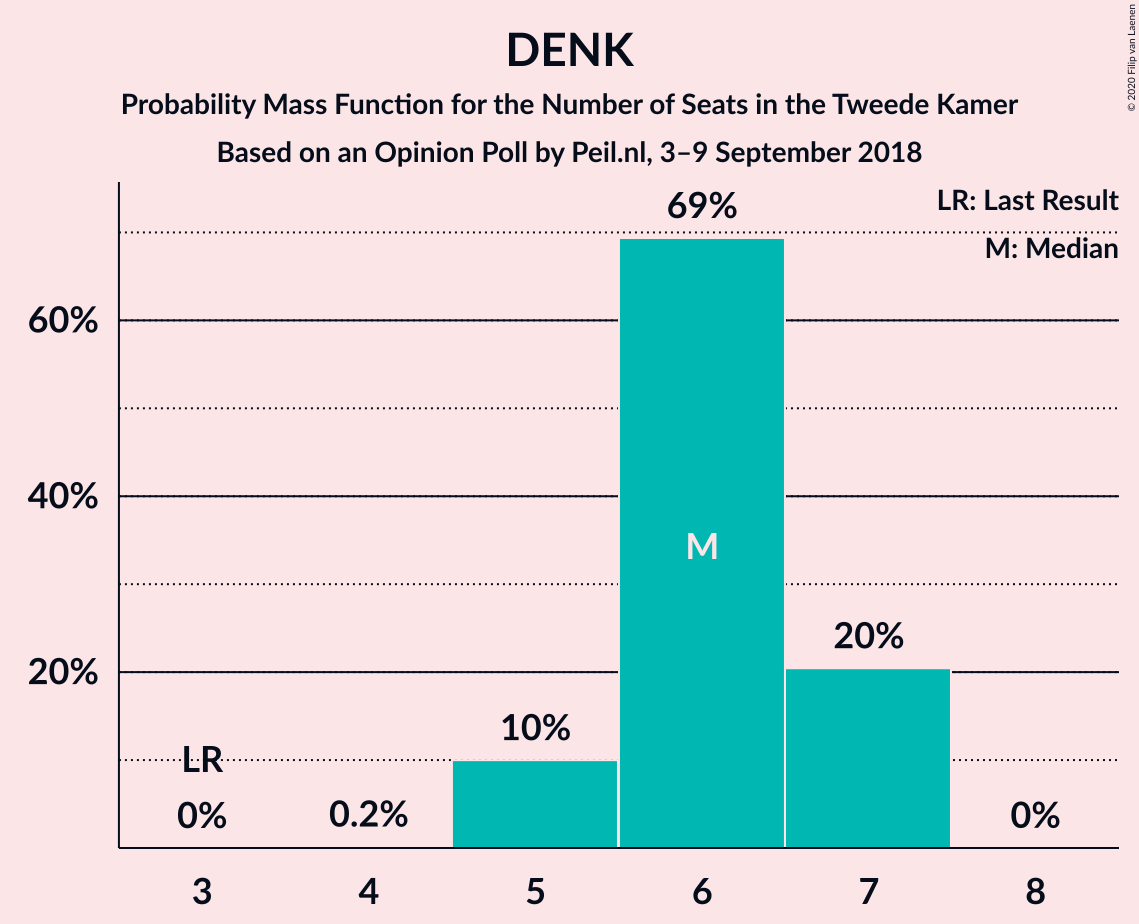 DENK
Probability Mass Function for the Number of Seats in the Tweede Kamer
Based on an Opinion Poll by Peil.nl, 3–9 September 2018
© 2020 Filip van Laenen
LR: Last Result
M: Median
69%
60%
40%
M
20%
20%
10%
LR
0%
0.2%
0%
3 4 5 6 7 8